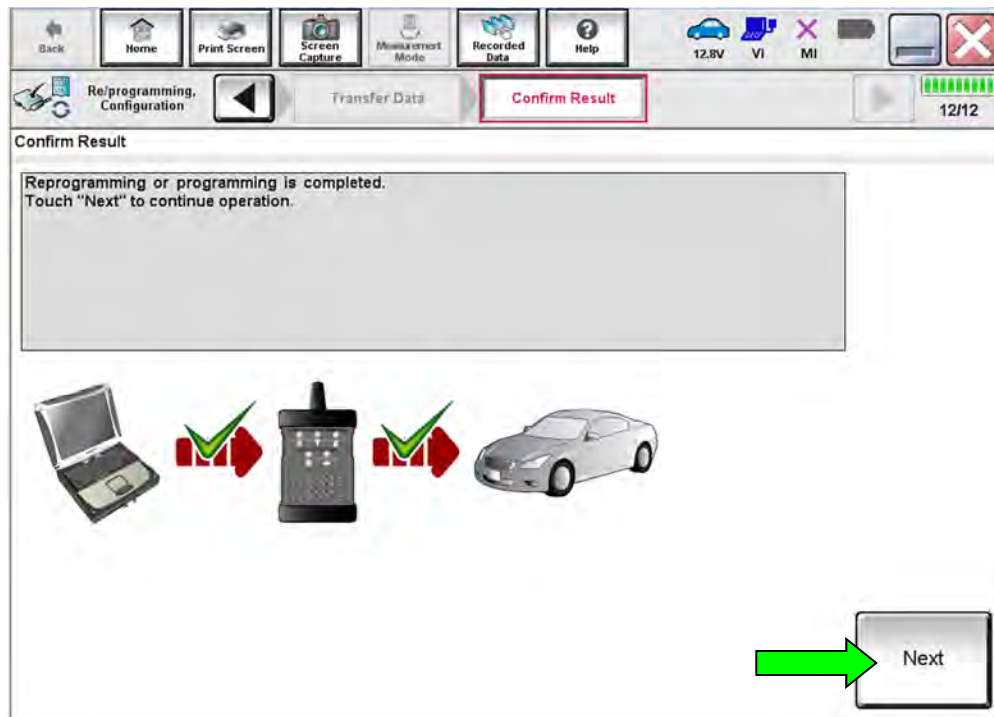 Back
Home
Print Screen
Screen
Capture
Measurement
Mode
Recorded
Data
Help
12.8V
VI
MI
Re/programming,
Configuration
Transfer Data
Confirm Result
12/12
Confirm Result
Reprogramming or programming is completed.
Touch "Next" to continue operation.
Next